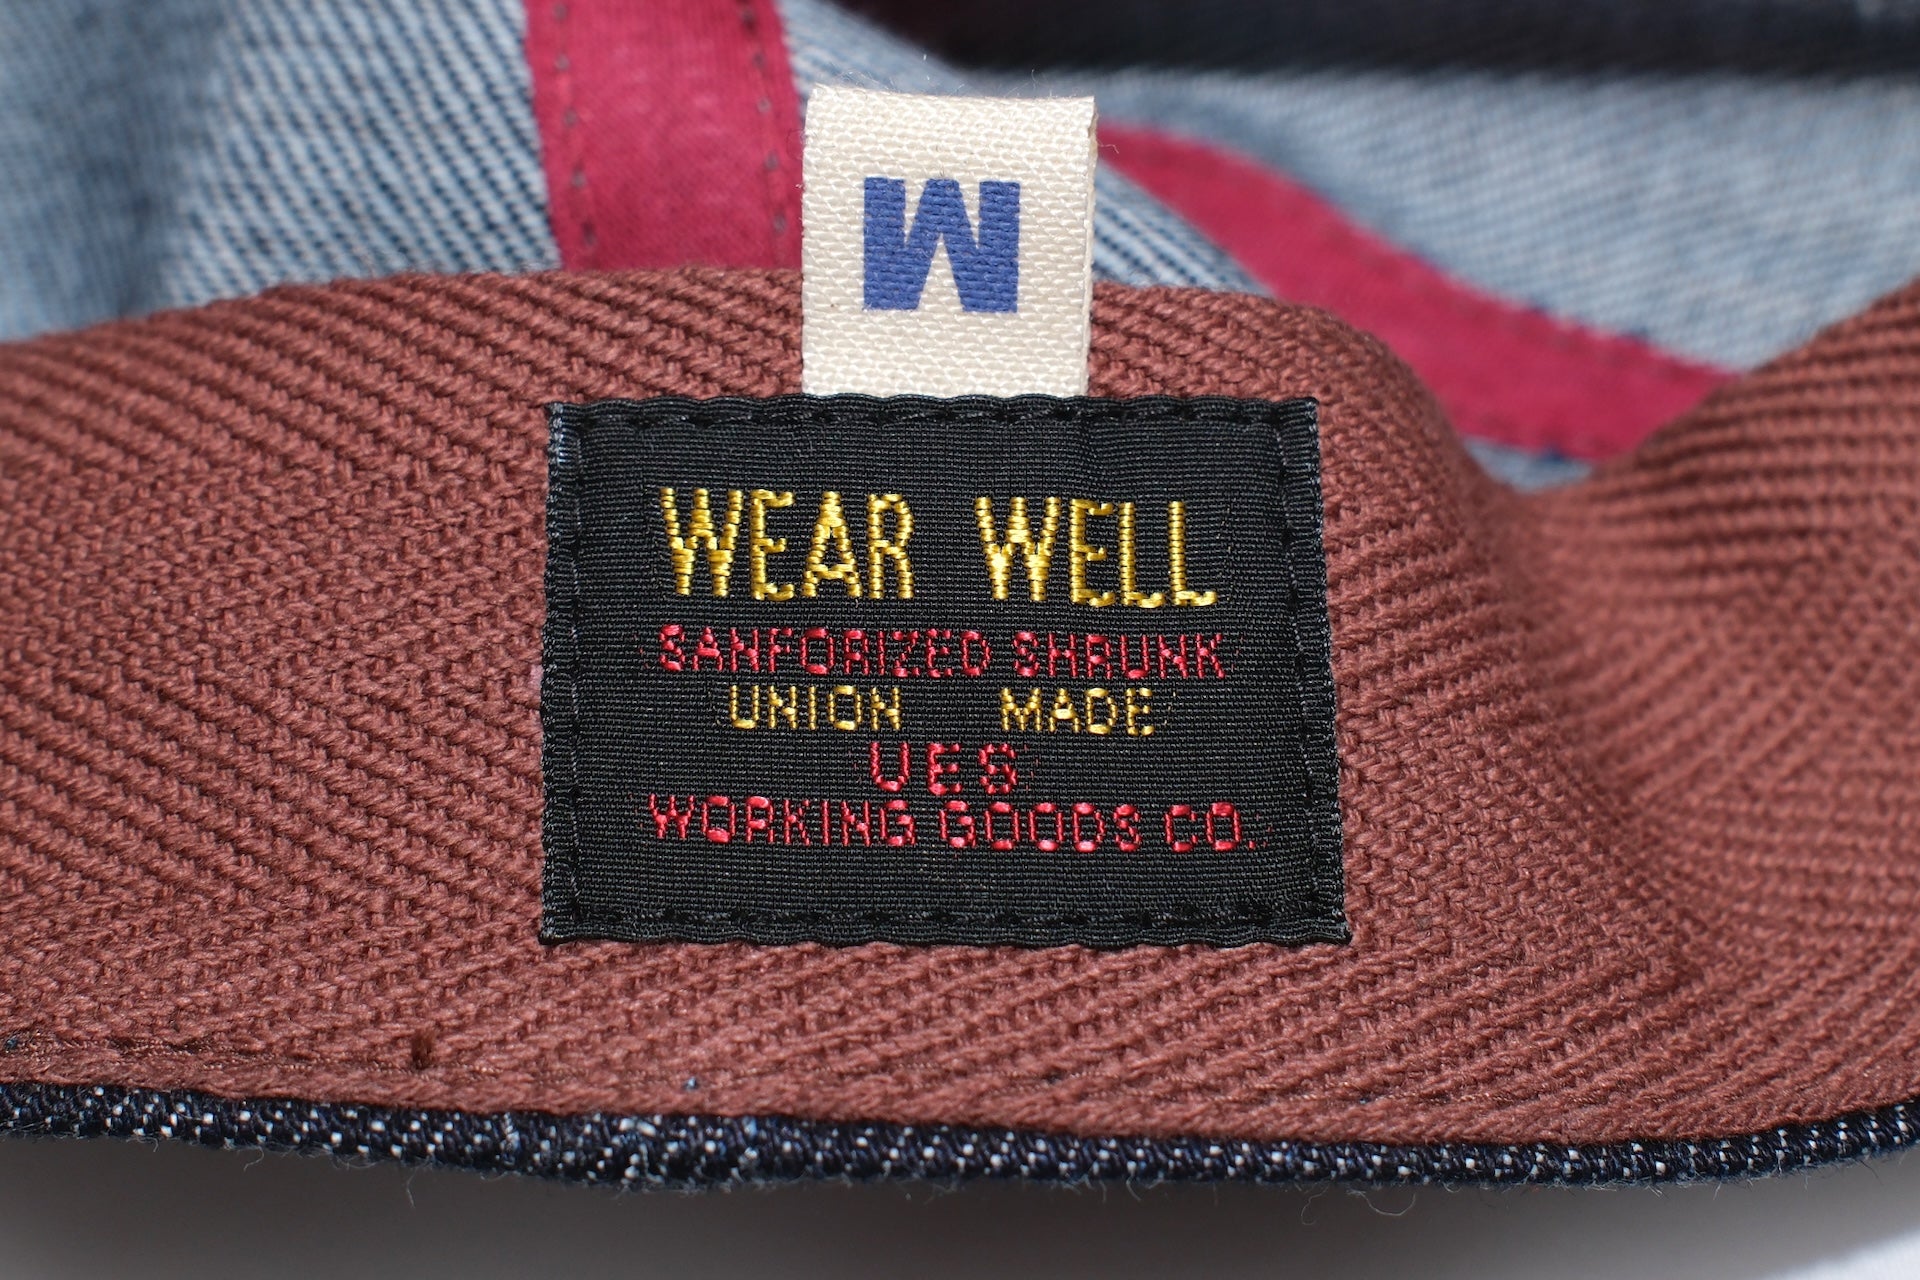 M
WEAR WELL
SANFORIZED SHRUNK
UNION MADE
UES
WORKING GOODS CO.